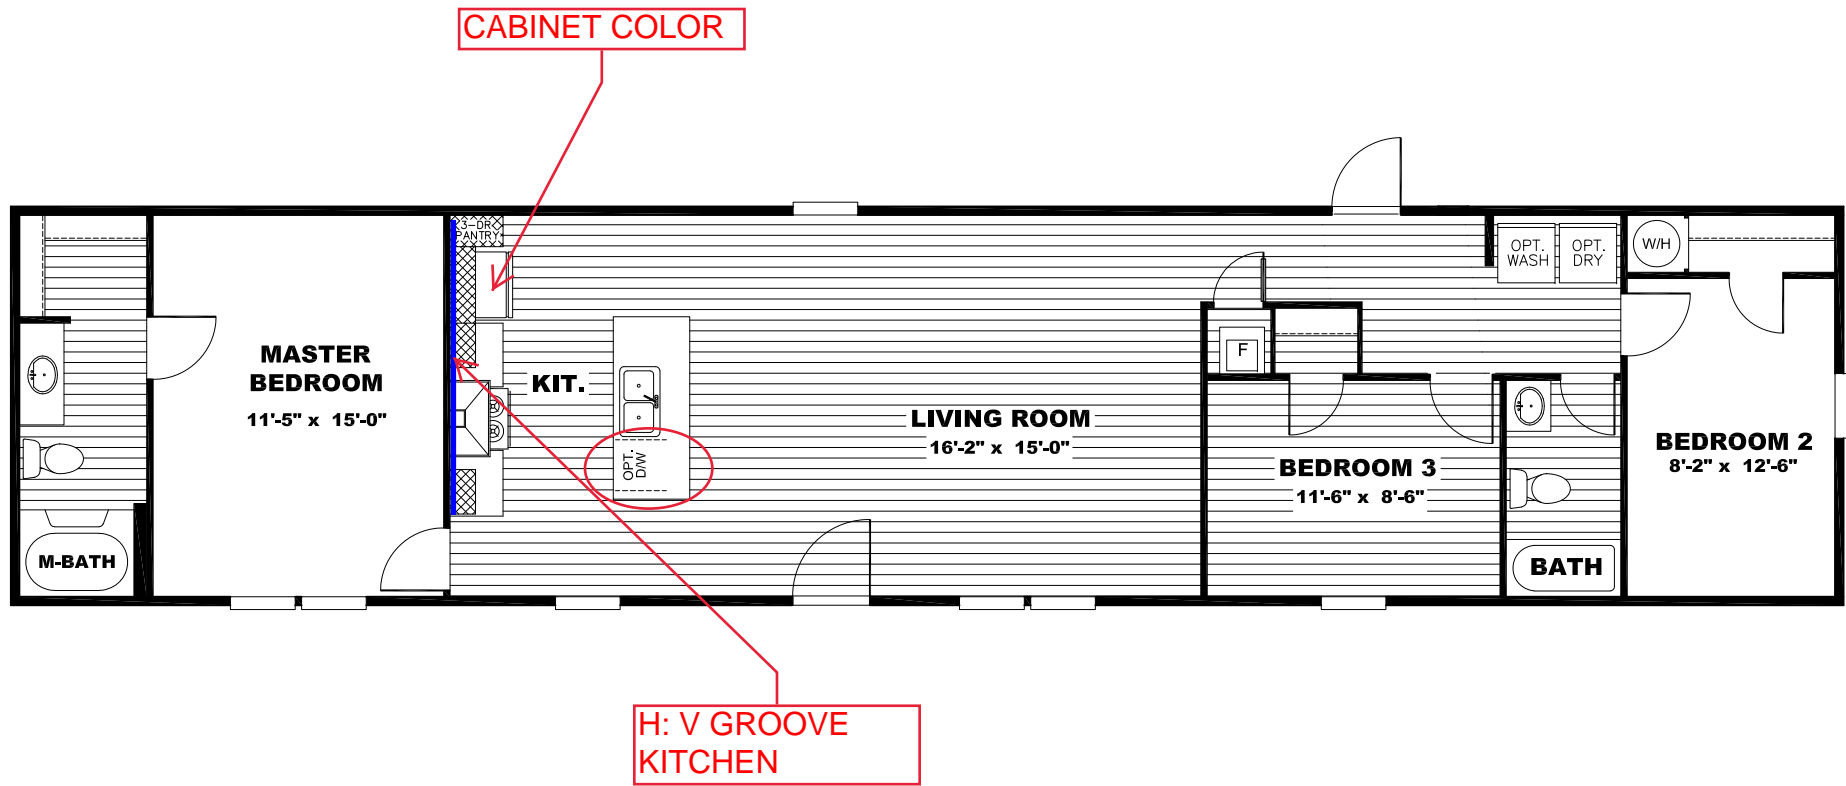 CABINET COLOR
3-DR
PANTRY
OPT.
WASH
OPT.
DRY
W/H
MASTER
BEDROOM
11'-5" x 15'-0"
KIT.
F
LIVING ROOM
16'-2" x 15'-0"
OPT.
D/W
BEDROOM 3
11'-6" x 8'-6"
BEDROOM 2
8'-2" x 12'-6"
M-BATH
BATH
H: V GROOVE
KITCHEN